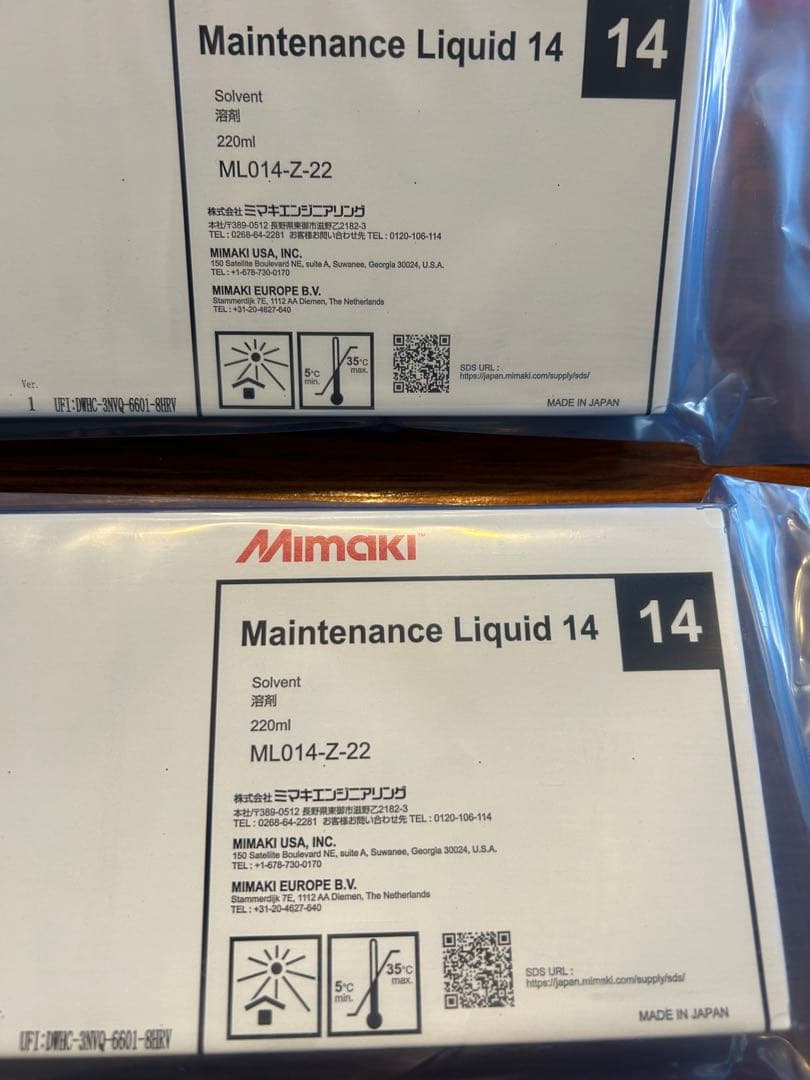 Maintenance Liquid 14
14
Solvent
溶剤
220ml
ML014-Z-22
株式会社ミマキエンジニアリング
本社/〒389-0512 長野県東御市滋野乙2182-3
TEL : 0268-64-2281 お客様お問い合わせ先 TEL : 0120-106-114
MIMAKI USA, INC.
150 Satellite Boulevard NE, suite A, Suwanee, Georgia 30024, U.S.A.
TEL : +1-678-730-0170
MIMAKI EUROPE B.V.
Stammerdijk 7E, 1112 AA Diemen, The Netherlands
TEL : +31-20-4627-640
5°C
min.
35°C
max.
SDS URL :
https://japan.mimaki.com/supply/sds/
MADE IN JAPAN
Ver.
1 UFI:DWHC-3NVQ-6601-8HRV
Mimaki™
Maintenance Liquid 14
14
Solvent
溶剤
220ml
ML014-Z-22
株式会社ミマキエンジニアリング
本社/〒389-0512 長野県東御市滋野乙2182-3
TEL : 0268-64-2281 お客様お問い合わせ先 TEL : 0120-106-114
MIMAKI USA, INC.
150 Satellite Boulevard NE, suite A, Suwanee, Georgia 30024, U.S.A.
TEL : +1-678-730-0170
MIMAKI EUROPE B.V.
Stammerdijk 7E, 1112 AA Diemen, The Netherlands
TEL : +31-20-4627-640
5°C
min.
35°C
max.
SDS URL :
https://japan.mimaki.com/supply/sds/
MADE IN JAPAN
UFI:DWHC-3NVQ-6601-8HRV